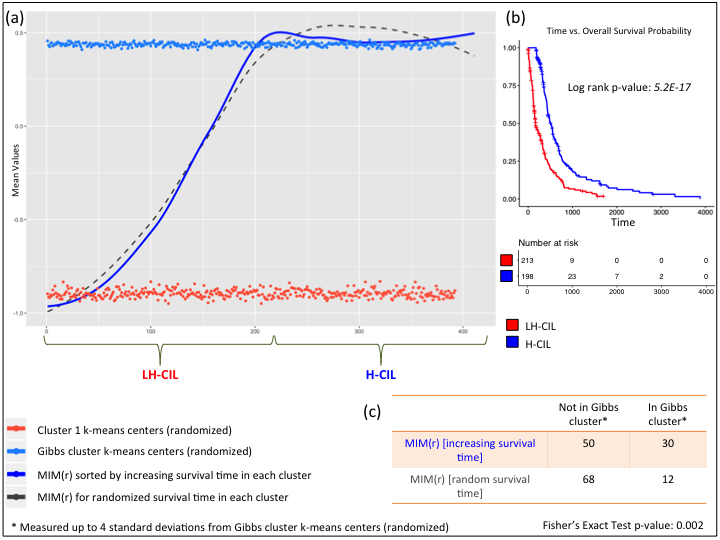 (a)
Mean Values
0.5
0.0
-0.5
-1.0
0
100
200
300
400
LH-CIL
H-CIL
(b)
Time vs. Overall Survival Probability
1.00
0.75
0.50
0.25
0.00
Log rank p-value: 5.2E-17
0 1000 2000 3000 4000
Time
Number at risk
213 9 0 0 0
198 23 7 2 0
0 1000 2000 3000 4000
LH-CIL
H-CIL
Cluster 1 k-means centers (randomized)
Gibbs cluster k-means centers (randomized)
MIM(r) sorted by increasing survival time in each cluster
MIM(r) for randomized survival time in each cluster
(c)
Not in Gibbs
cluster*
In Gibbs
cluster*
MIM(r) [increasing survival
time]
50 30
MIM(r) [random survival
time]
68 12
* Measured up to 4 standard deviations from Gibbs cluster k-means centers (randomized)
Fisher's Exact Test p-value: 0.002